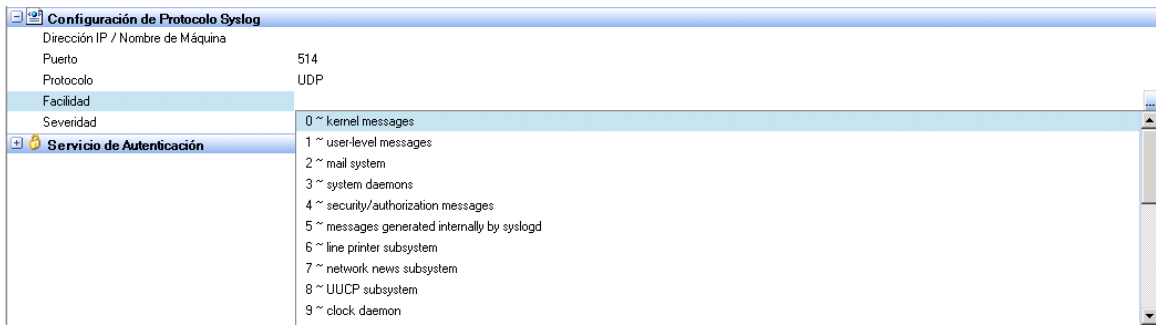 Configuración de Protocolo Syslog
Dirección IP / Nombre de Máquina
Puerto 514
Protocolo UDP
Facilidad ...
Severidad
0 ~ kernel messages
Servicio de Autenticación
1 ~ user-level messages
2 ~ mail system
3 ~ system daemons
4 ~ security/authorization messages
5 ~ messages generated internally by syslogd
6 ~ line printer subsystem
7 ~ network news subsystem
8 ~ UUCP subsystem
9 ~ clock daemon